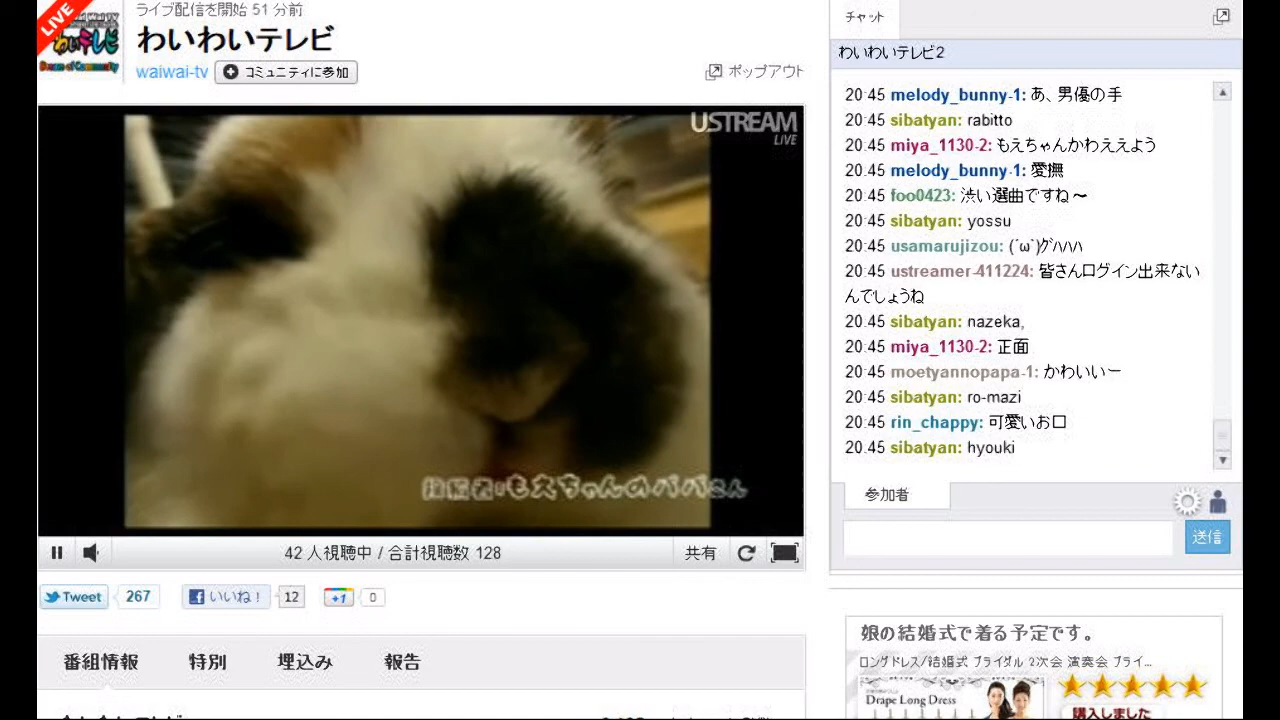 LIVE
ライブ配信を開始 51 分前
わいわいテレビ
waiwai-tv
コミュニティに参加
ポップアウト
USTREAM
LIVE
もえちゃんのパパさん
42 人視聴中 / 合計視聴数 128
共有
Tweet 267
いいね！ 12
+1 0
番組情報 特別 埋込み 報告
チャット
わいわいテレビ2
20:45 melody_bunny-1: あ、男優の手
20:45 sibatyan: rabitto
20:45 miya_1130-2: もえちゃんかわええよう
20:45 melody_bunny-1: 愛撫
20:45 foo0423: 渋い選曲ですね～
20:45 sibatyan: yossu
20:45 usamarujizou: (´ω`)ｸﾞﾊﾊﾊ
20:45 ustreamer-411224: 皆さんログイン出来ない
んでしょうね
20:45 sibatyan: nazeka,
20:45 miya_1130-2: 正面
20:45 moetyannopapa-1: かわいいー
20:45 sibatyan: ro-mazi
20:45 rin_chappy: 可愛いお口
20:45 sibatyan: hyouki
参加者
送信
娘の結婚式で着る予定です。
ロングドレス/結婚式 ブライダル 2次会 演奏会 ブライ...
Drape Long Dress
購入しました